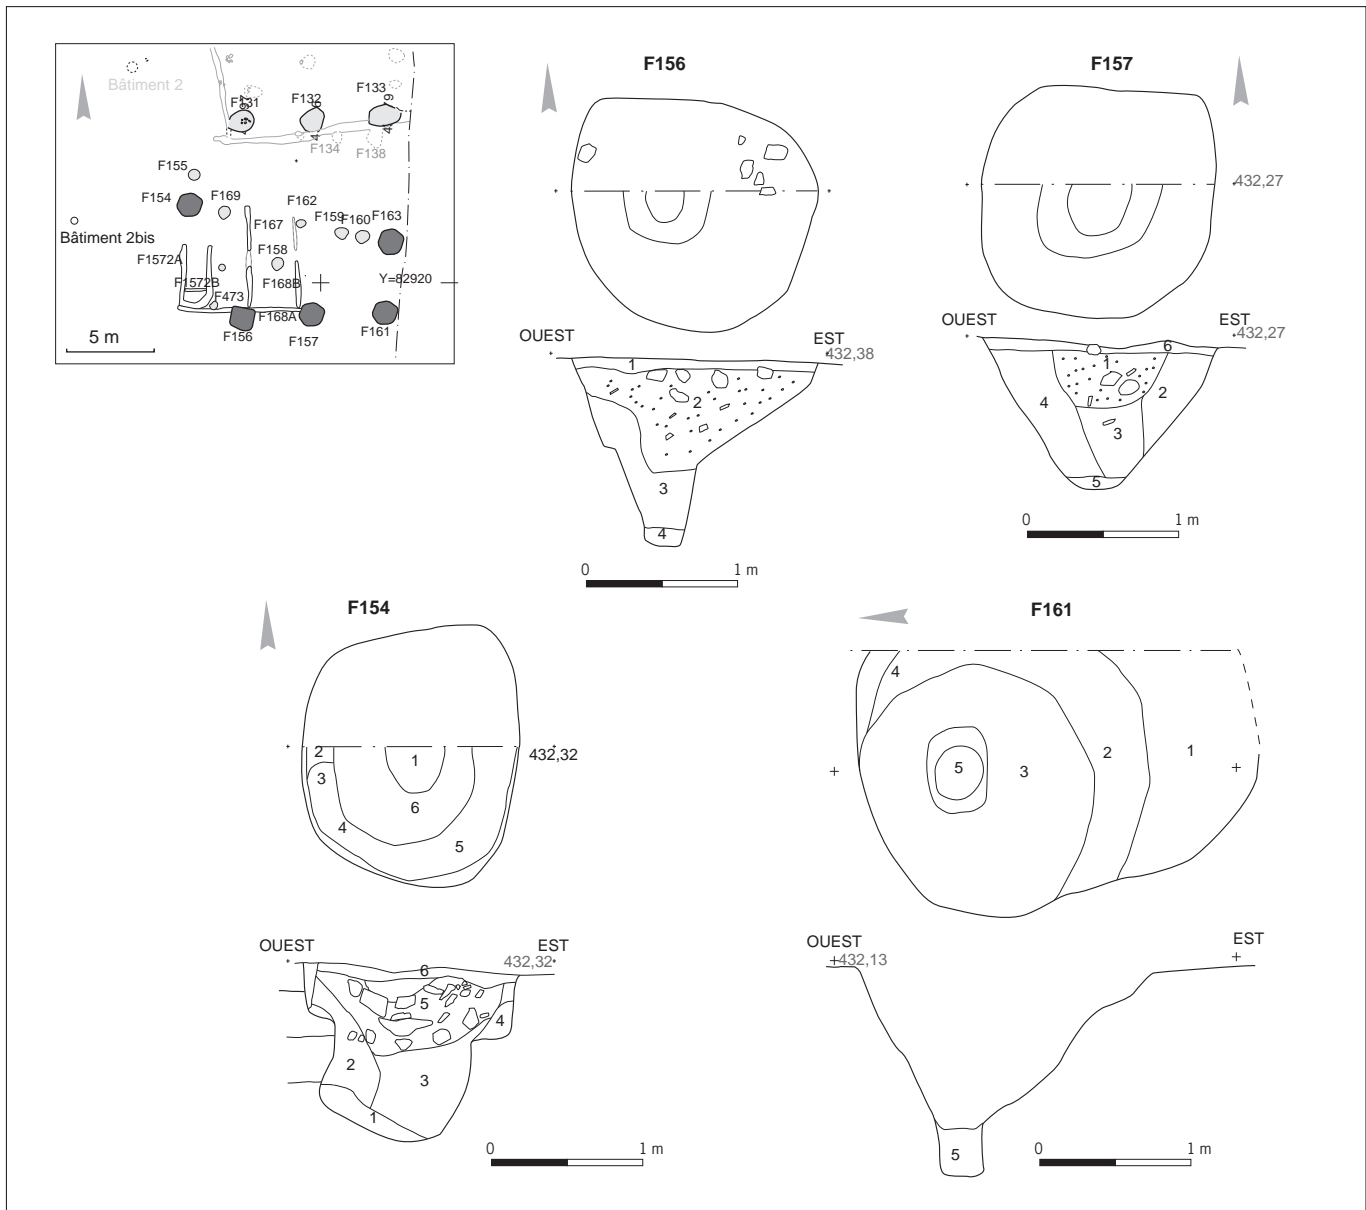 Bâtiment 2
F131
F132
F133
F134
F138
F155
F154
F169
F162
F167
F159
F160
F163
Bâtiment 2bis
F158
F1572A
F1572B
F168B
Y=82920
F473
F168A
F156
F157
F161
5 m
F156
OUEST
EST
432,38
1
2
3
4
0 1 m
F157
432,27
OUEST
EST
432,27
6
1
4
2
3
5
0 1 m
F154
2
1
432,32
3
6
4
5
OUEST
EST
432,32
6
5
4
2
3
1
0 1 m
F161
4
2
1
5
3
OUEST
EST
432,13
5
0 1 m